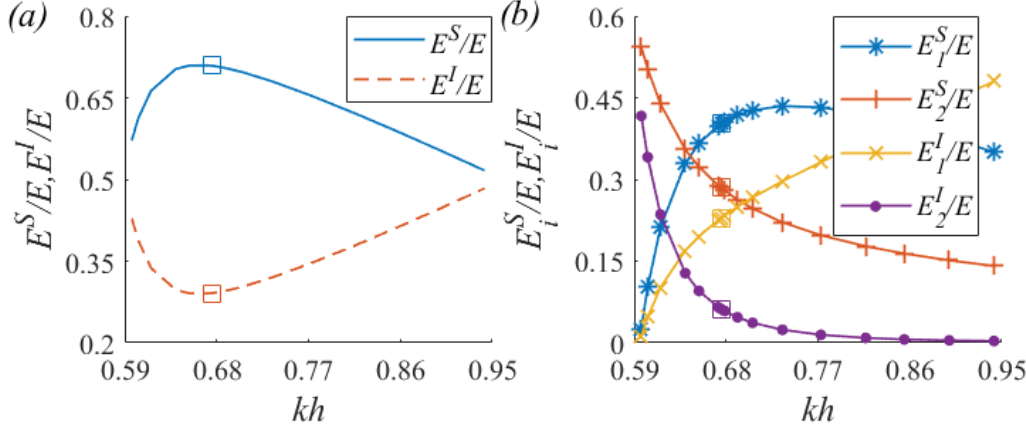 (a)
0.8
0.65
0.5
0.35
0.2
E^S/E, E^I/E
E^S/E
E^I/E
0.59
0.68
0.77
0.86
0.95
kh
(b)
0.6
0.45
0.3
0.15
0
E_i^S/E, E_i^I/E
E_1^S/E
E_2^S/E
E_1^I/E
E_2^I/E
0.59
0.68
0.77
0.86
0.95
kh